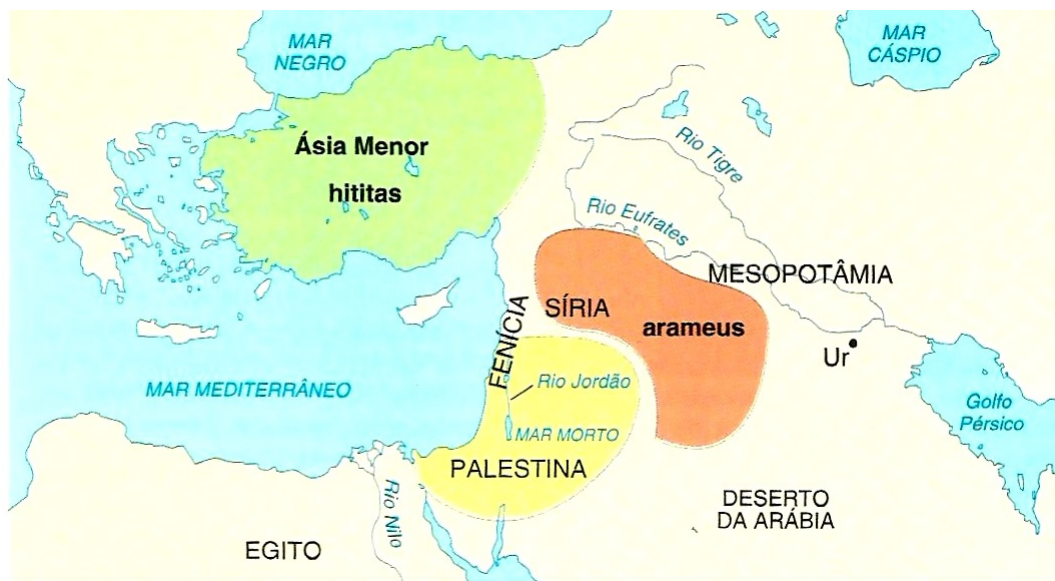 MAR
NEGRO
MAR
CÁSPIO
Ásia Menor
hititas
Rio Tigre
Rio Eufrates
MESOPOTÂMIA
SÍRIA
arameus
FENÍCIA
Ur
Rio Jordão
MAR MEDITERRÂNEO
Golfo
Pérsico
MAR MORTO
PALESTINA
DESERTO
DA ARÁBIA
Rio Nilo
EGITO